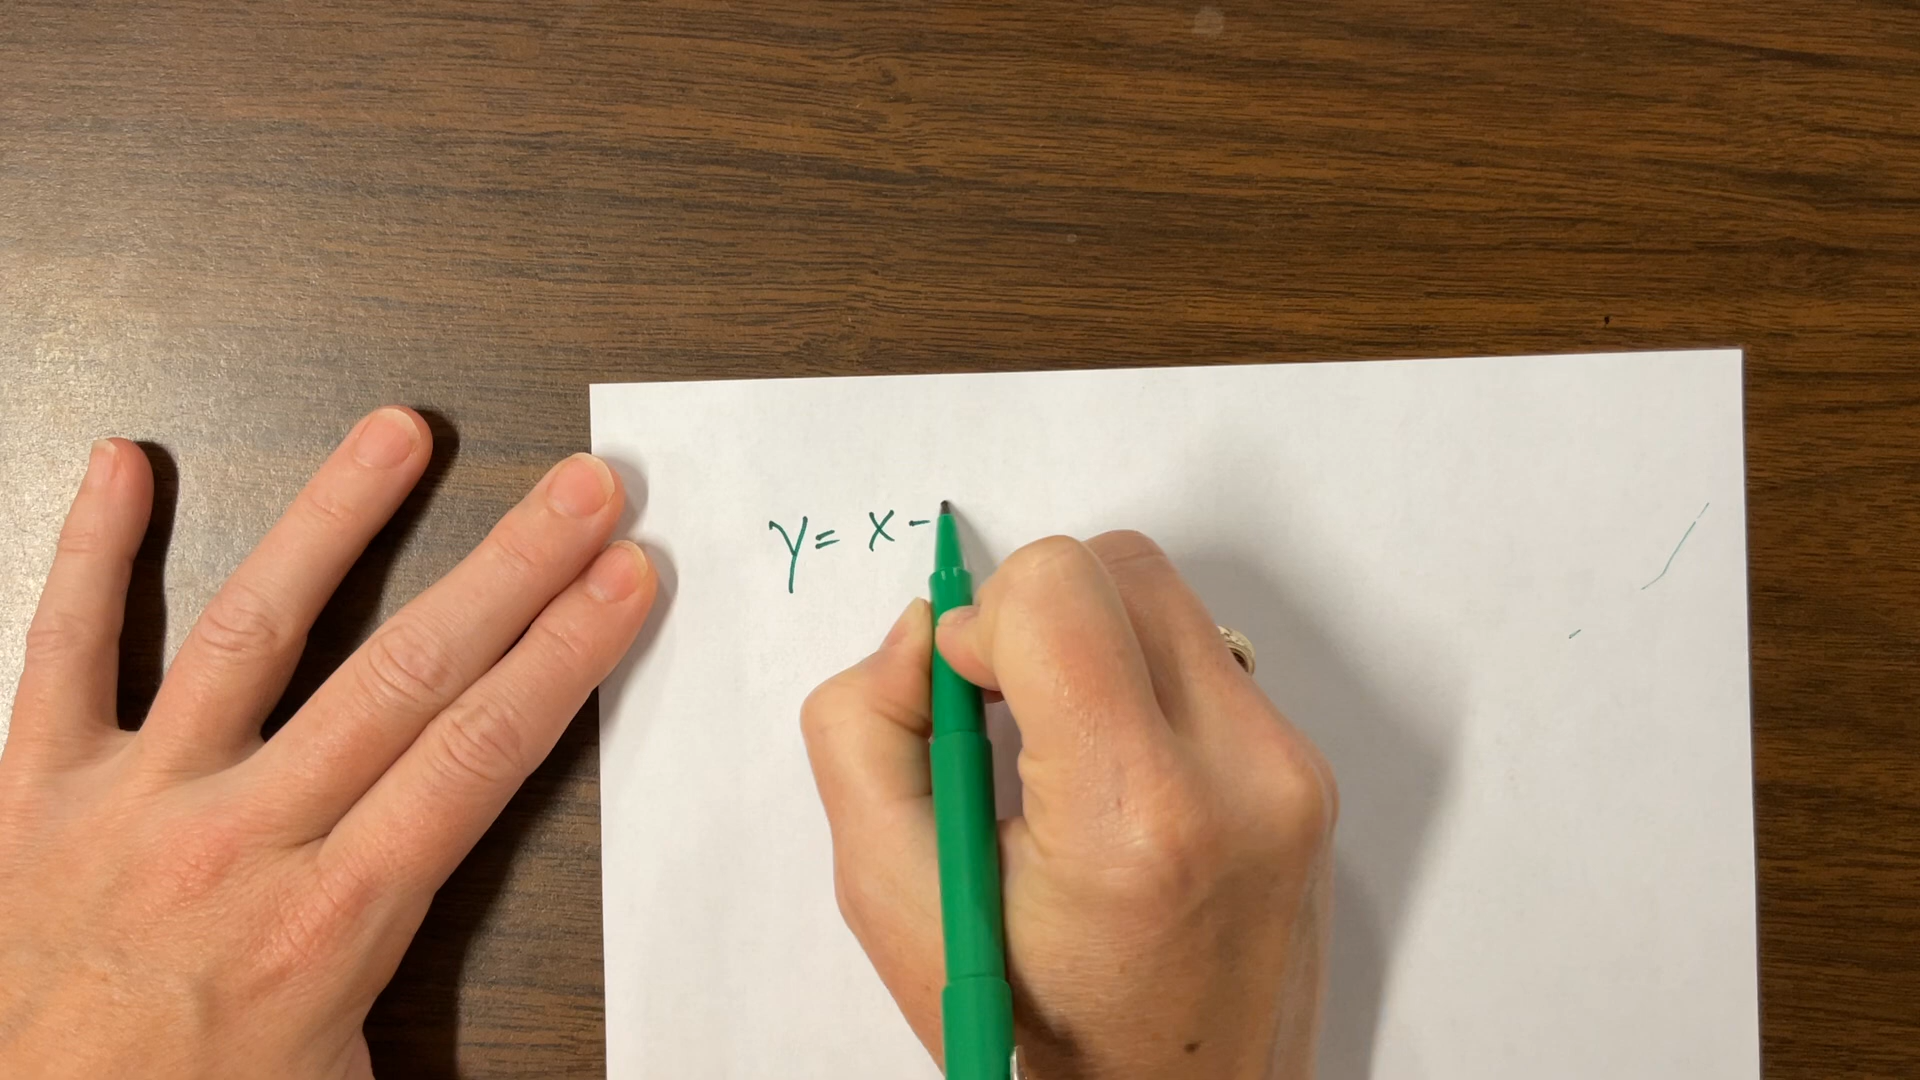 y = x -